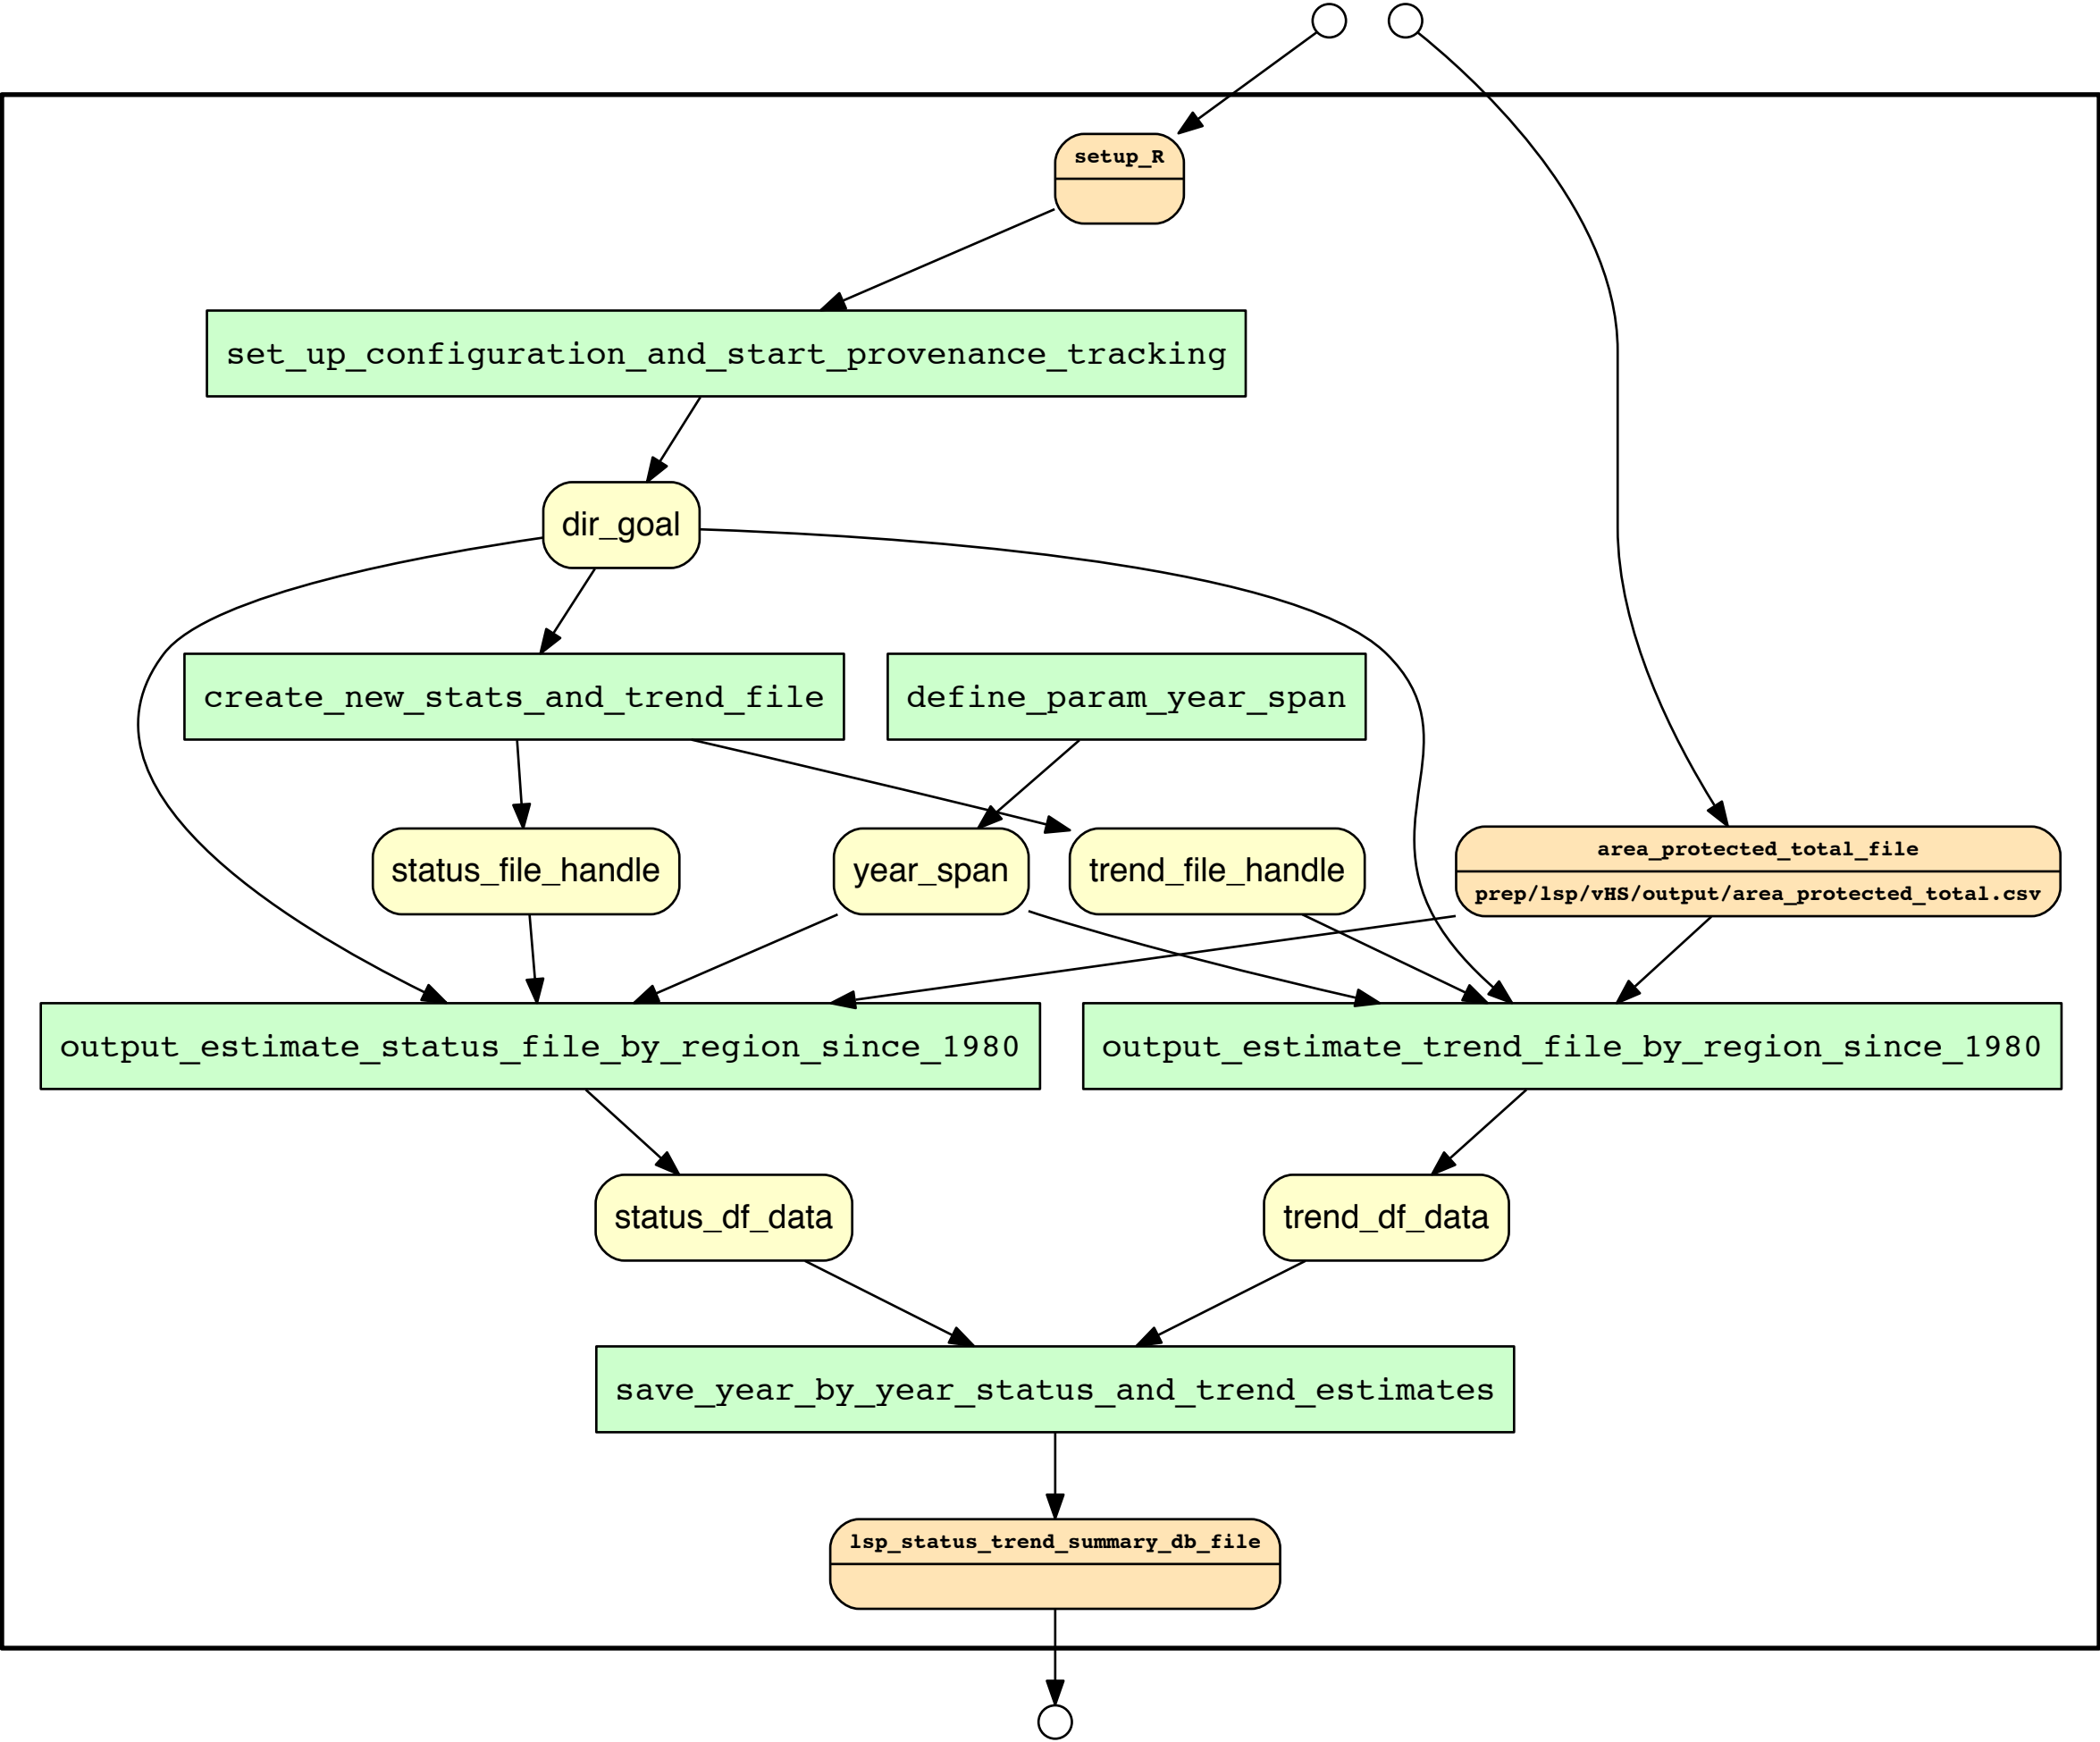 setup_R
set_up_configuration_and_start_provenance_tracking
dir_goal
create_new_stats_and_trend_file
define_param_year_span
status_file_handle
year_span
trend_file_handle
area_protected_total_file
prep/lsp/vHS/output/area_protected_total.csv
output_estimate_status_file_by_region_since_1980
output_estimate_trend_file_by_region_since_1980
status_df_data
trend_df_data
save_year_by_year_status_and_trend_estimates
lsp_status_trend_summary_db_file